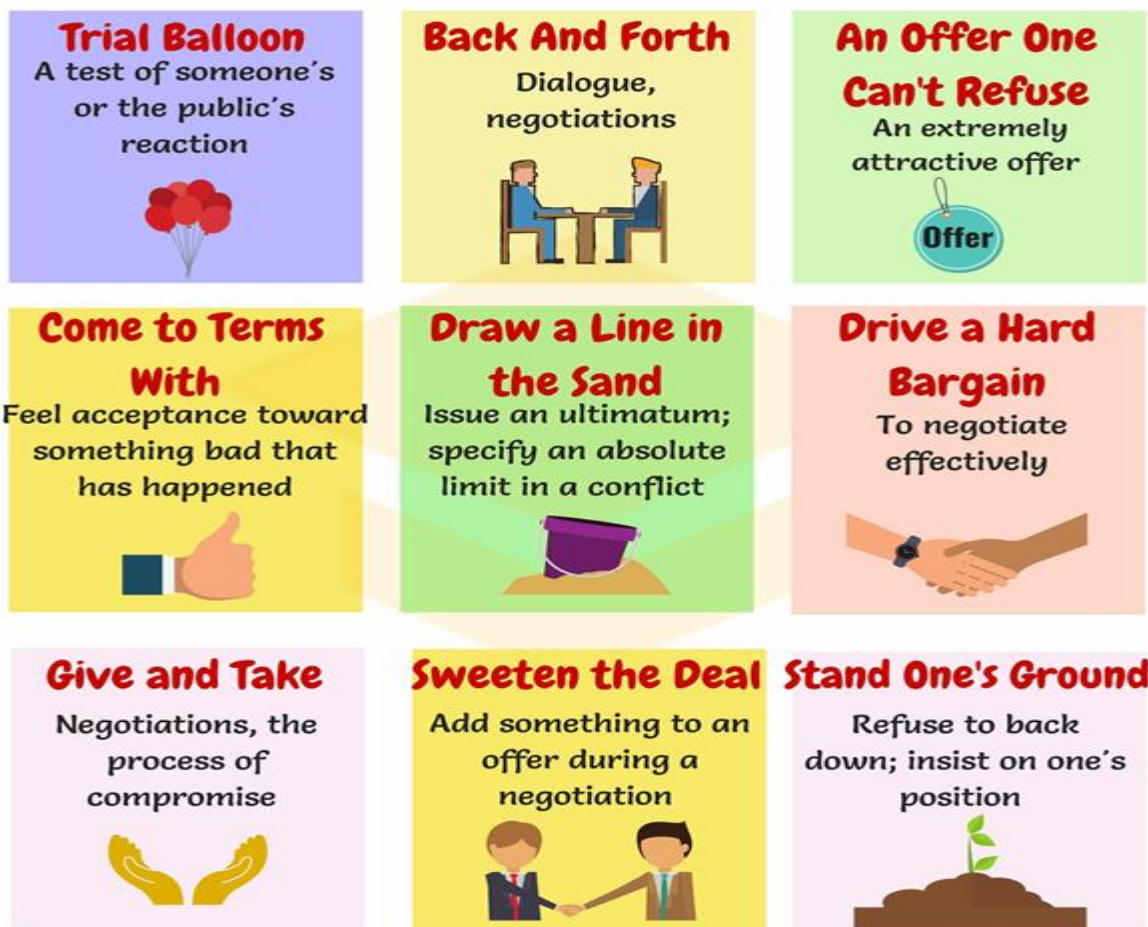 Trial Balloon
A test of someone's
or the public's
reaction
Back And Forth
Dialogue,
negotiations
An Offer One
Can't Refuse
An extremely
attractive offer
Offer
Come to Terms
With
Feel acceptance toward
something bad that
has happened
Draw a Line in
the Sand
Issue an ultimatum;
specify an absolute
limit in a conflict
Drive a Hard
Bargain
To negotiate
effectively
Give and Take
Negotiations, the
process of
compromise
Sweeten the Deal
Add something to an
offer during a
negotiation
Stand One's Ground
Refuse to back
down; insist on one's
position